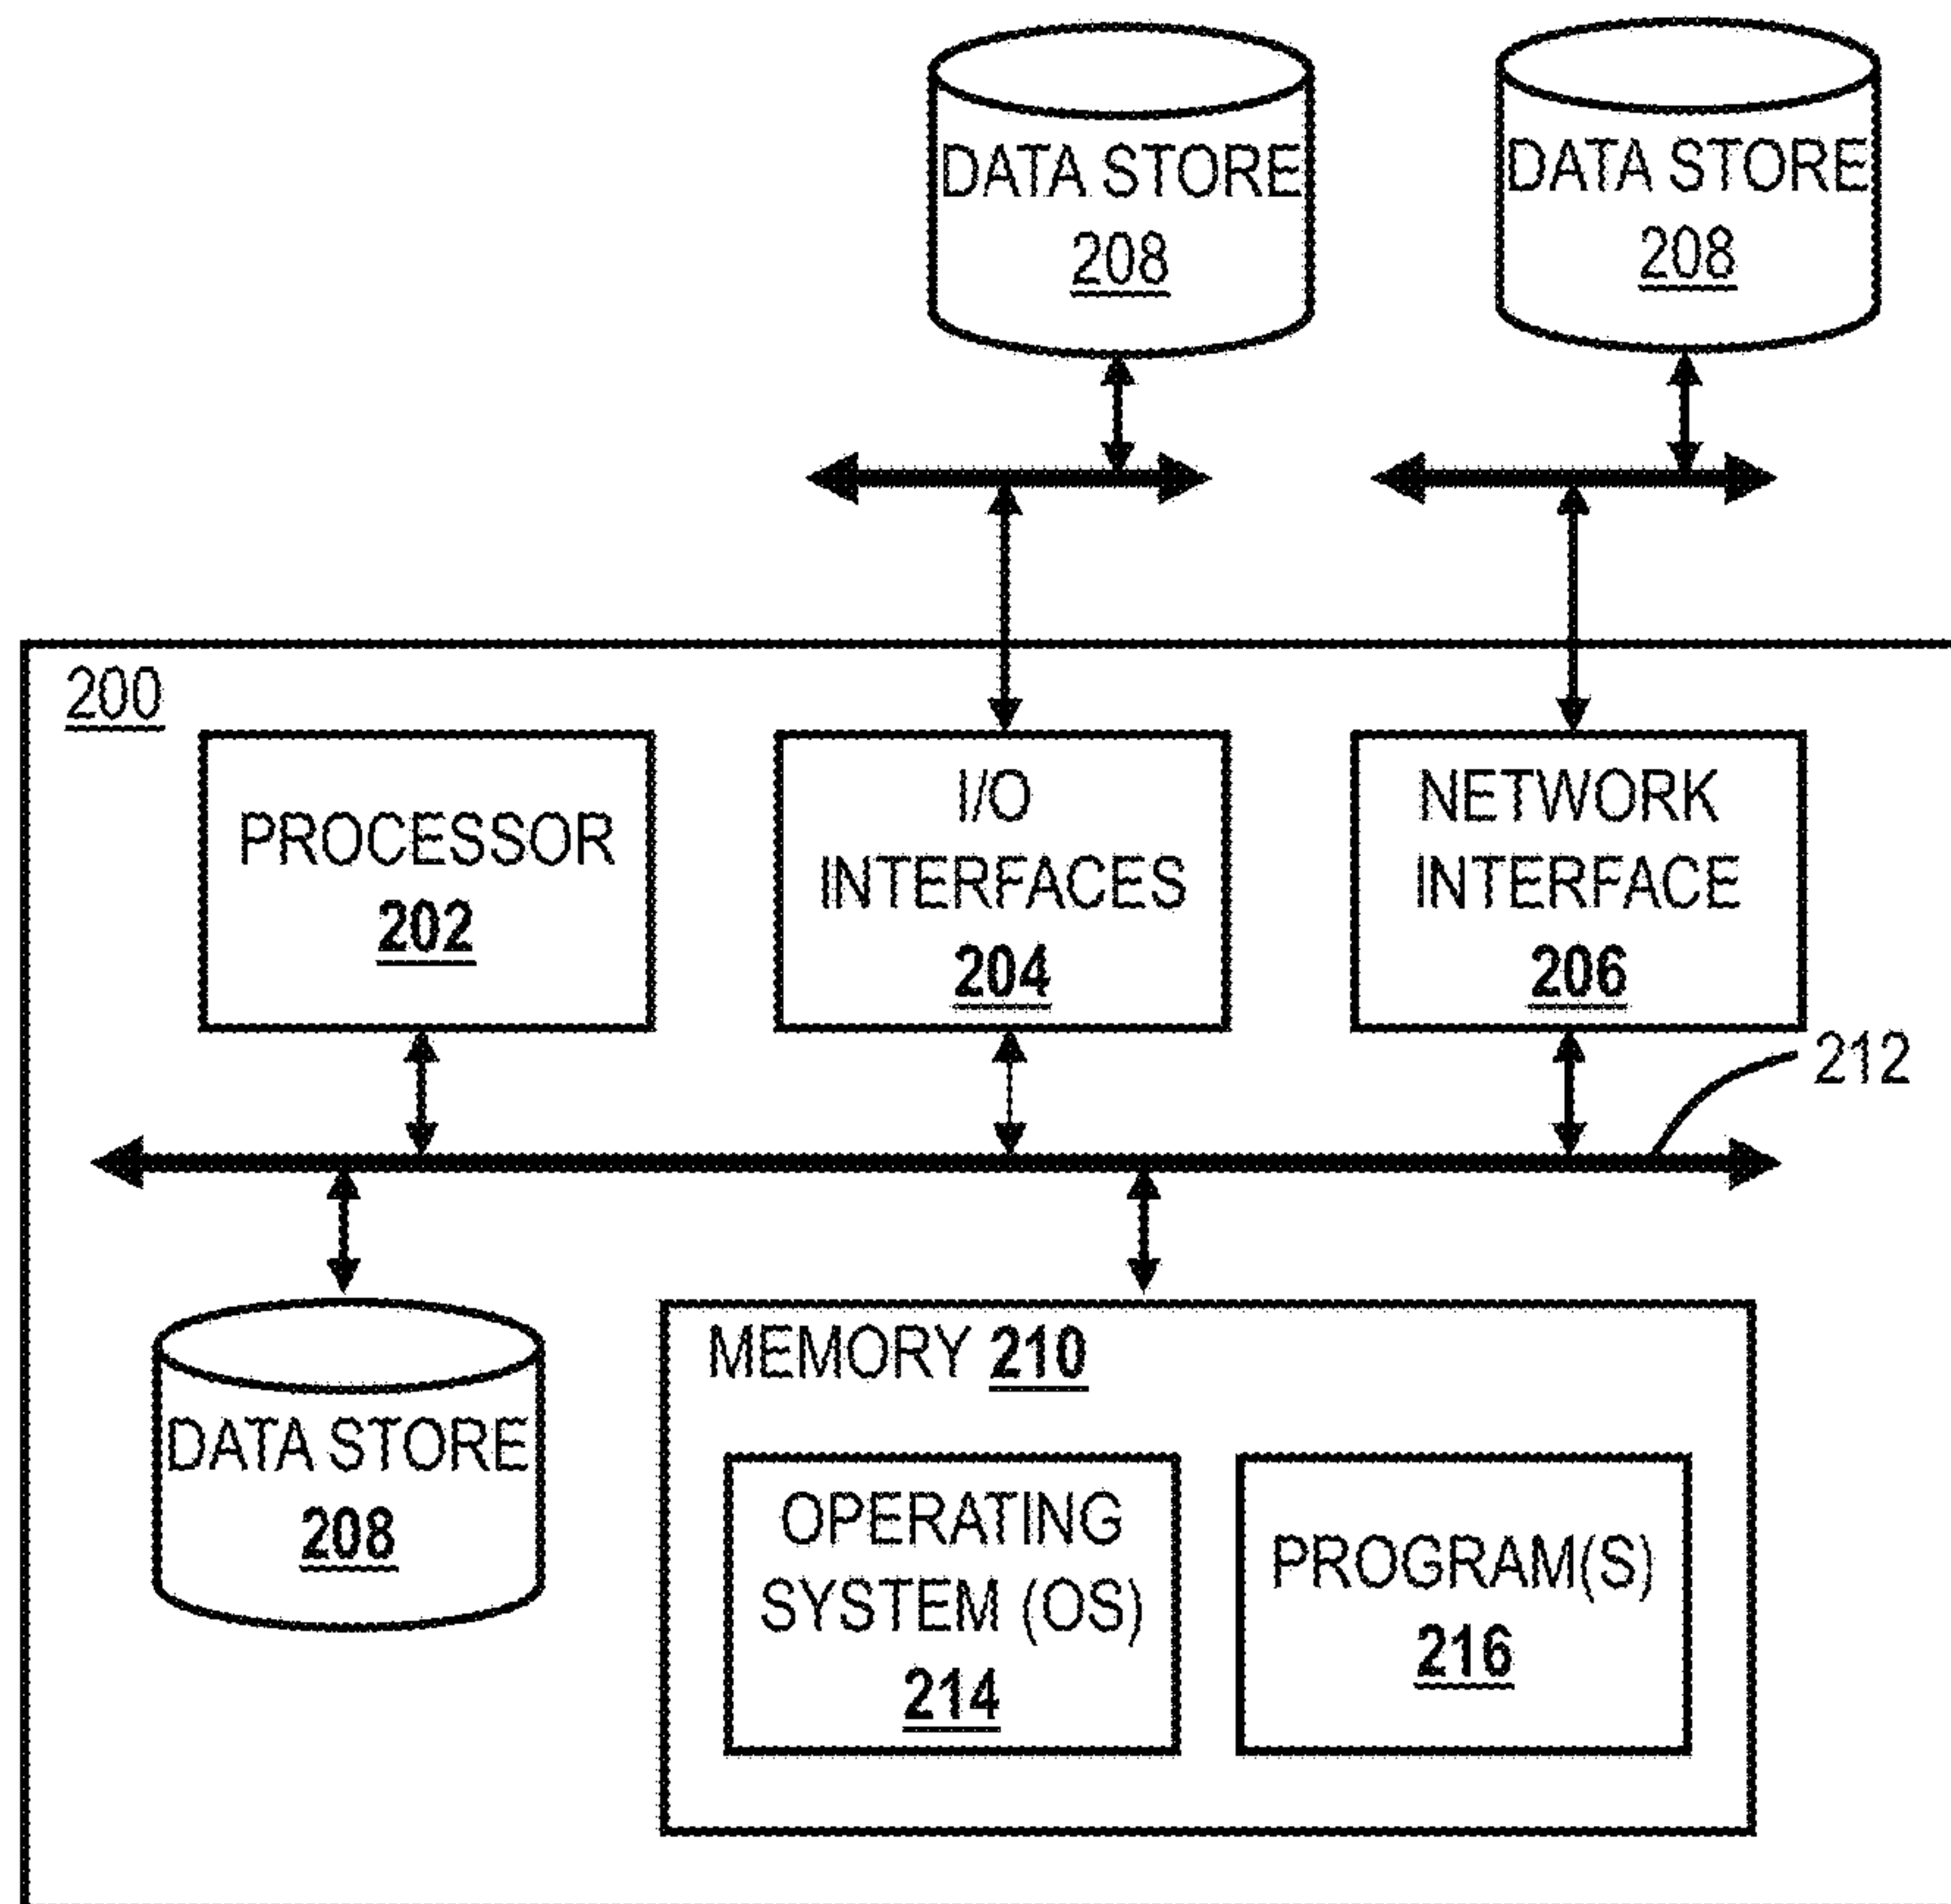 DATA STORE
208
DATA STORE
208
200
PROCESSOR
202
I/O
INTERFACES
204
NETWORK
INTERFACE
206
212
DATA STORE
208
MEMORY 210
OPERATING
SYSTEM (OS)
214
PROGRAM(S)
216